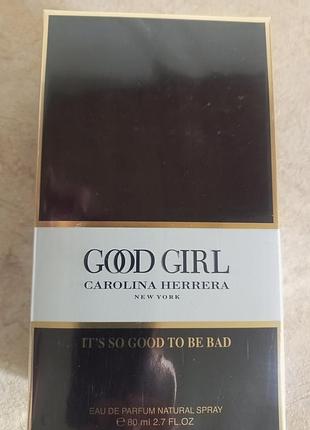 GOOD GIRL
CAROLINA HERRERA
NEW YORK
IT'S SO GOOD TO BE BAD
EAU DE PARFUM NATURAL SPRAY
℮ 80 ml 2.7 FL.OZ